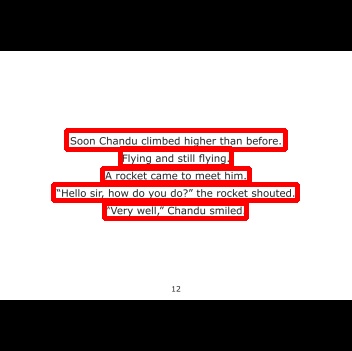 Soon Chandu climbed higher than before.
Flying and still flying.
A rocket came to meet him.
“Hello sir, how do you do?” the rocket shouted.
“Very well,” Chandu smiled.
12